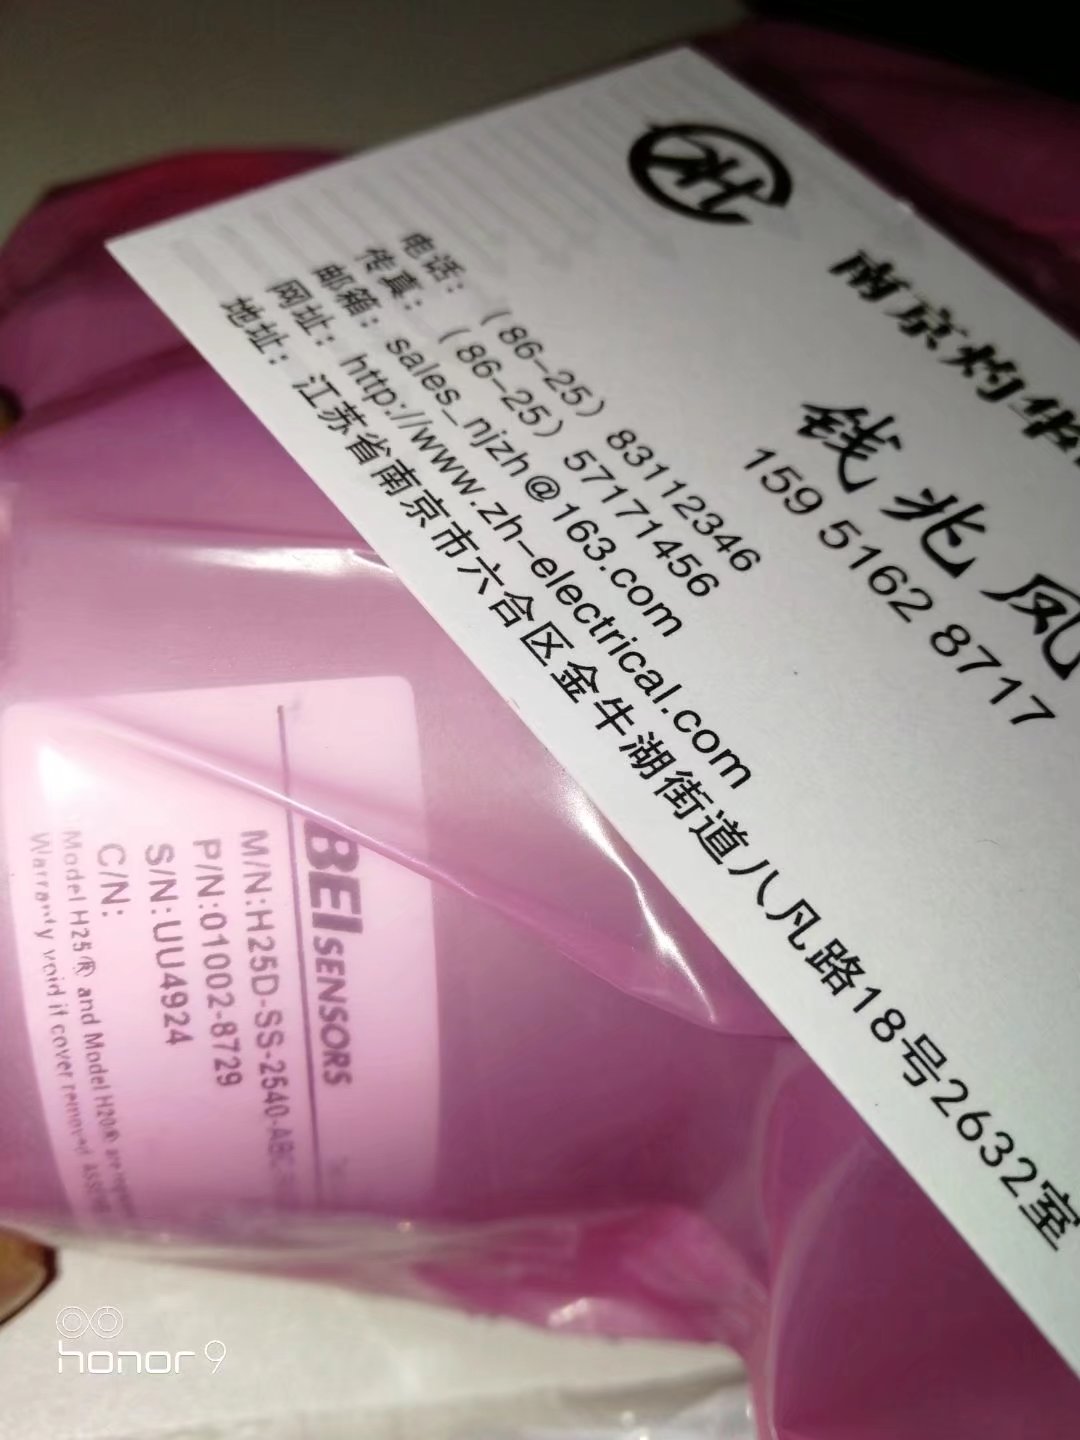 南京灼华
钱兆凤
159 5162 8717
电话：（86-25）83112346
传真：（86-25）57171456
邮箱：sales_njzh@163.com
网址：http://www.zh-electrical.com
地址：江苏省南京市六合区金牛湖街道八凡路18号2632室
BEI SENSORS
M/N:H25D-SS-2540-ABC
P/N:01002-8729
S/N:UU4924
C/N:
Model H25® and Model H20® are
Warranty void if cover removed
honor 9